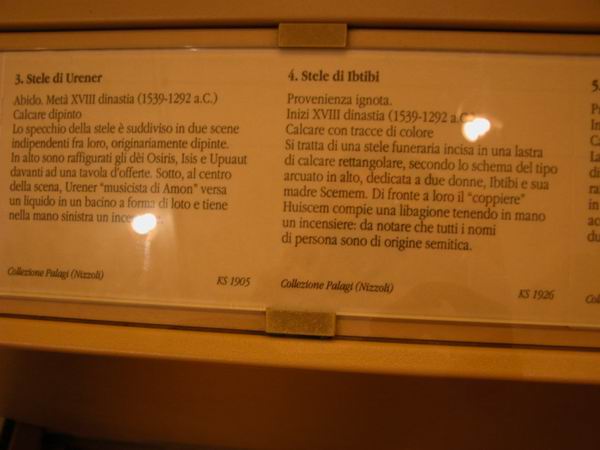 3. Stele di Urener
Abido. Metà XVIII dinastia (1539-1292 a.C.)
Calcare dipinto
Lo specchio della stele è suddiviso in due scene
indipendenti fra loro, originariamente dipinte.
In alto sono raffigurati gli dèi Osiris, Isis e Upuaut
davanti ad una tavola d'offerte. Sotto, al centro
della scena, Urener "musicista di Amon" versa
un liquido in un bacino a forma di loto e tiene
nella mano sinistra un
Collezione Palagi (Nizzoli)
KS 1905
4. Stele di Ibtibi
Provenienza ignota.
Inizi XVIII dinastia (1539-1292 a.C.)
Calcare con tracce di colore
Si tratta di una stele funeraria incisa in una lastra
di calcare rettangolare, secondo lo schema del tipo
arcuato in alto, dedicata a due donne, Ibtibi e sua
madre Scemem. Di fronte a loro il "coppiere"
Huiscem compie una libagione tenendo in mano
un incensiere: da notare che tutti i nomi
di persona sono di origine semitica.
Collezione Palagi (Nizzoli)
KS 1926
5.